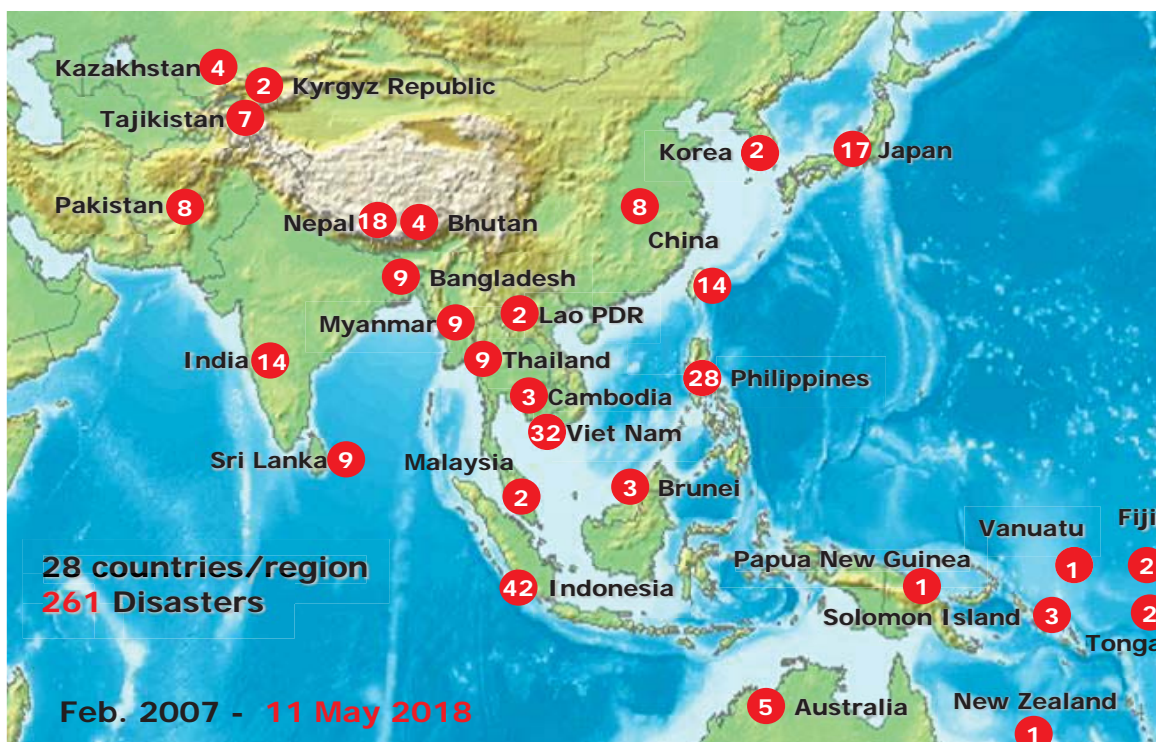 Kazakhstan 4
2 Kyrgyz Republic
Tajikistan 7
Korea 2
17 Japan
Pakistan 8
8
China
Nepal 18
4 Bhutan
9 Bangladesh
14
Myanmar 9
2 Lao PDR
India 14
9 Thailand
28 Philippines
3 Cambodia
32 Viet Nam
Sri Lanka 9
Malaysia
2
3 Brunei
Vanuatu
1
Fiji
2
28 countries/region
261 Disasters
42 Indonesia
Papua New Guinea
1
Solomon Island 3
2
Tonga
Feb. 2007 - 11 May 2018
5 Australia
New Zealand
1